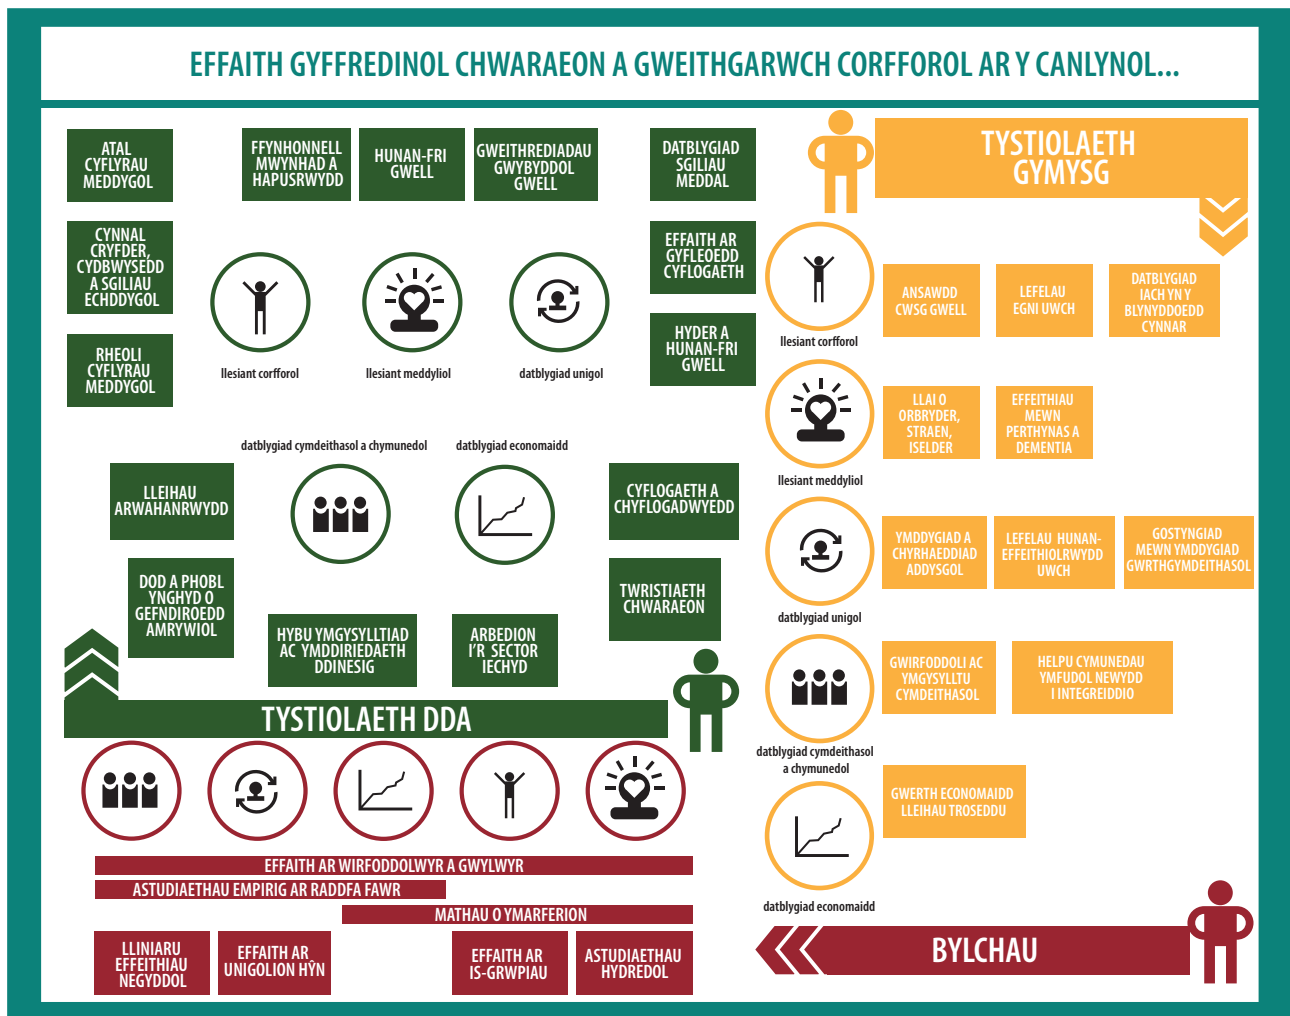 EFFAITH GYFFREDINOL CHWARAEON A GWEITHGARWCH CORFFOROL AR Y CANLYNOL...
ATAL
CYFLYRAU
MEDDYGOL
FFYNHONNELL
MWYNHAD A
HAPUSRWYDD
HUNAN-FRI
GWELL
GWEITHREDIADAU
GWYBYDDOL
GWELL
DATBLYGIAD
SGILIAU
MEDDAL
CYNNAL
CRYFDER,
CYDBWYSEDD
A SGILIAU
ECHDDYGOL
EFFAITH AR
GYFLEOEDD
CYFLOGAETH
RHEOLI
CYFLYRAU
MEDDYGOL
HYDER A
HUNAN-FRI
GWELL
llesiant corfforol
llesiant meddyliol
datblygiad unigol
datblygiad cymdeithasol a chymunedol
datblygiad economaidd
LLEIHAU
ARWAHANRWYDD
CYFLOGAETH A
CHYFLOGADWYEDD
DOD A PHOBL
YNGHYD O
GEFNDIROEDD
AMRYWIOL
TWRISTIAETH
CHWARAEON
HYBU YMGYSYLLTIAD
AC YMDDIRIEDAETH
DDINESIG
ARBEDION
I'R SECTOR
IECHYD
TYSTIOLAETH DDA
TYSTIOLAETH
GYMYSG
llesiant corfforol
ANSAWDD
CWSG GWELL
LEFELAU
EGNI UWCH
DATBLYGIAD
IACH YN Y
BLYNYDDOEDD
CYNNAR
llesiant meddyliol
LLAI O
ORBRYDER,
STRAEN,
ISELDER
EFFEITHIAU
MEWN
PERTHYNAS A
DEMENTIA
datblygiad unigol
YMDDYGIAD A
CHYRHAEDDIAD
ADDYSGOL
LEFELAU HUNAN-
EFFEITHIOLRWYDD
UWCH
GOSTYNGIAD
MEWN YMDDYGIAD
GWRTHGYMDEITHASOL
datblygiad cymdeithasol
a chymunedol
GWIRFODDOLI AC
YMGYSYLLTU
CYMDEITHASOL
HELPU CYMUNEDAU
YMFUDOL NEWYDD
I INTEGREIDDIO
GWERTH ECONOMAIDD
LLEIHAU TROSEDDU
datblygiad economaidd
EFFAITH AR WIRFODDOLWYR A GWYLWYR
ASTUDIAETHAU EMPIRIG AR RADDFA FAWR
MATHAU O YMARFERION
LLINIARU
EFFEITHIAU
NEGYDDOL
EFFAITH AR
UNIGOLION HŶN
EFFAITH AR
IS-GRWPIAU
ASTUDIAETHAU
HYDREDOL
BYLCHAU